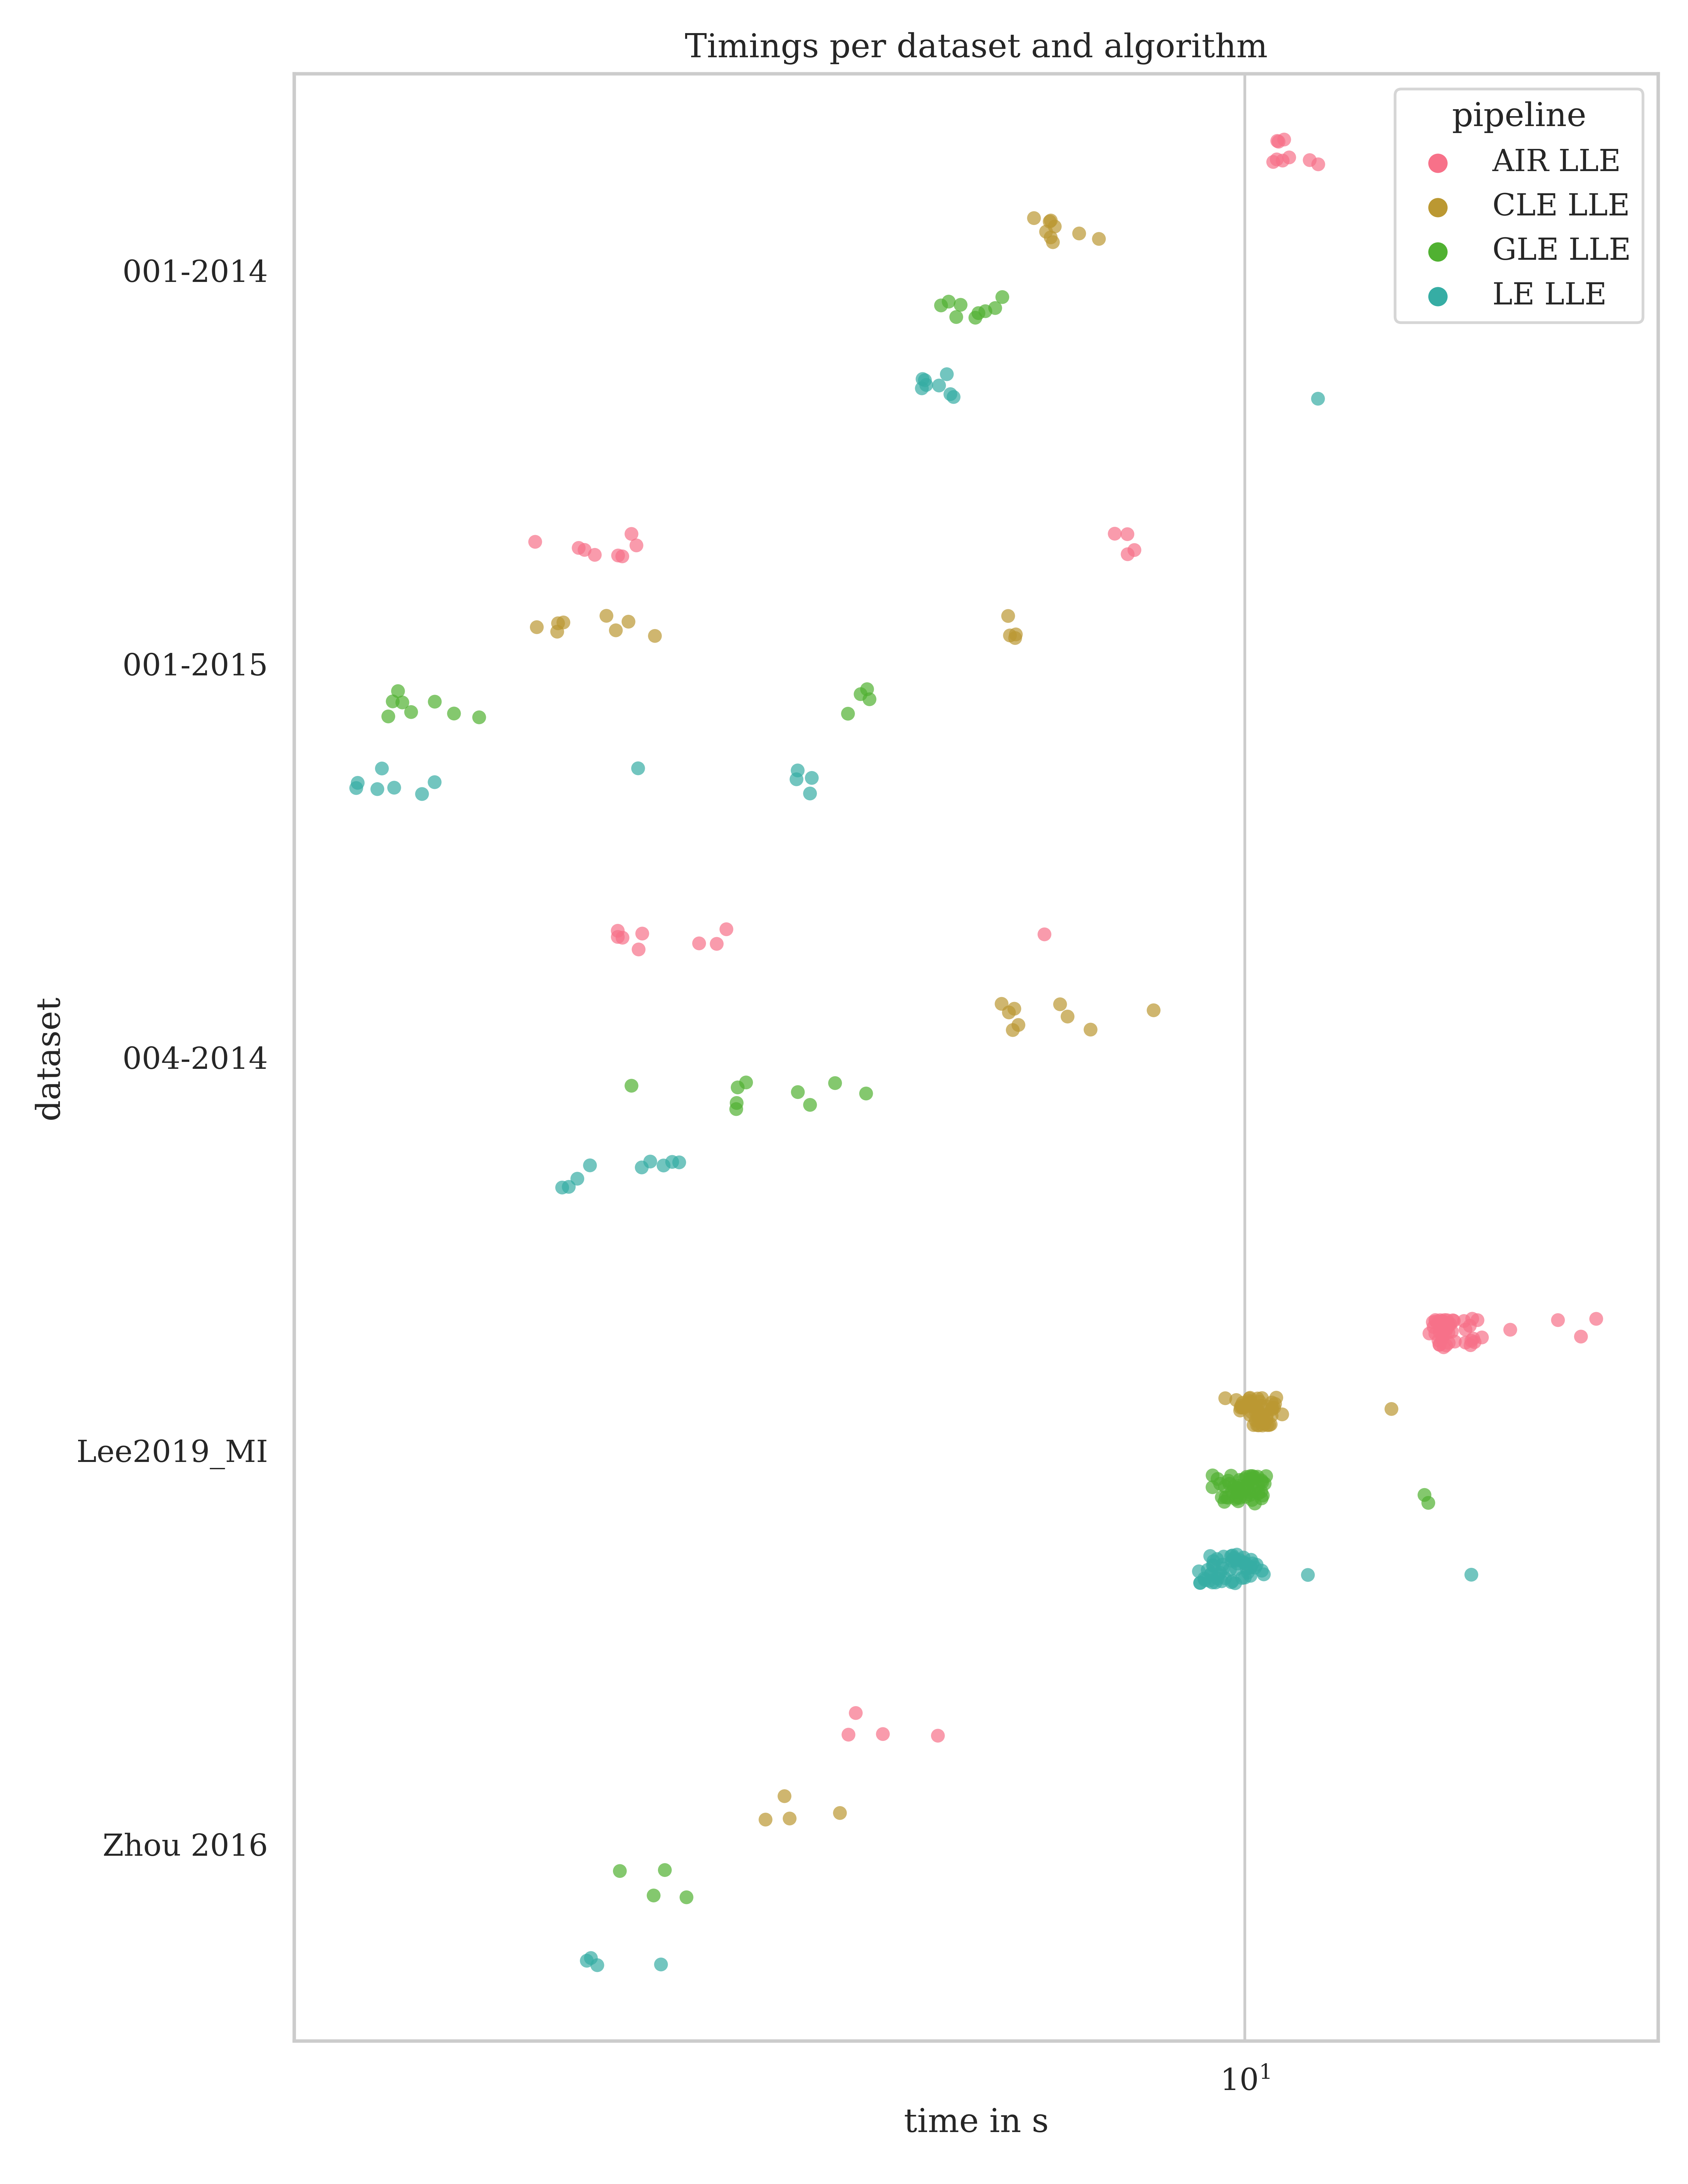 Timings per dataset and algorithm
pipeline
AIR LLE
CLE LLE
GLE LLE
LE LLE
001-2014
001-2015
004-2014
Lee2019_MI
Zhou 2016
dataset
10¹
time in s